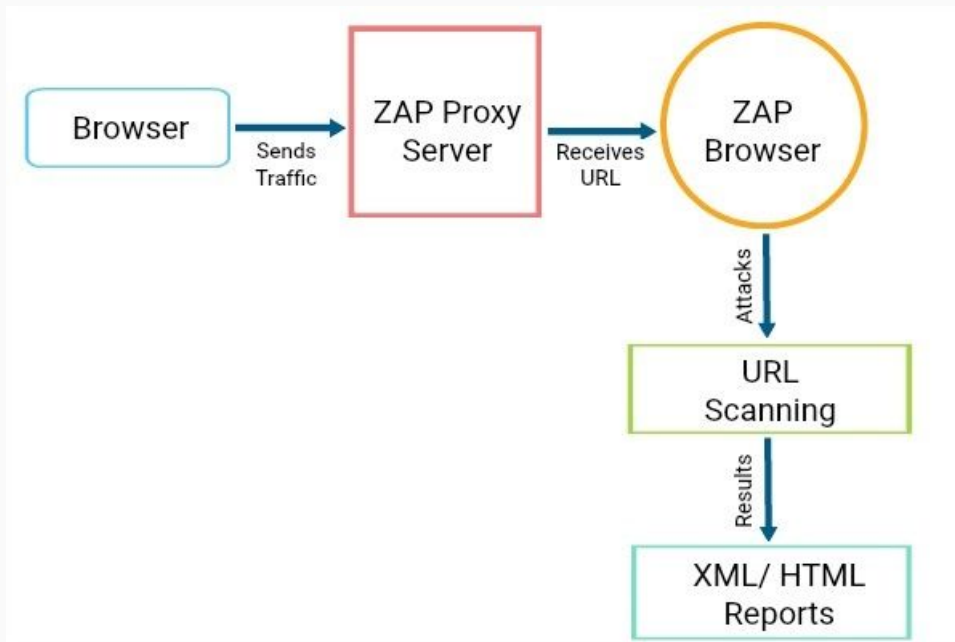 Browser
Sends
Traffic
ZAP Proxy
Server
Receives
URL
ZAP
Browser
Attacks
URL
Scanning
Results
XML/ HTML
Reports